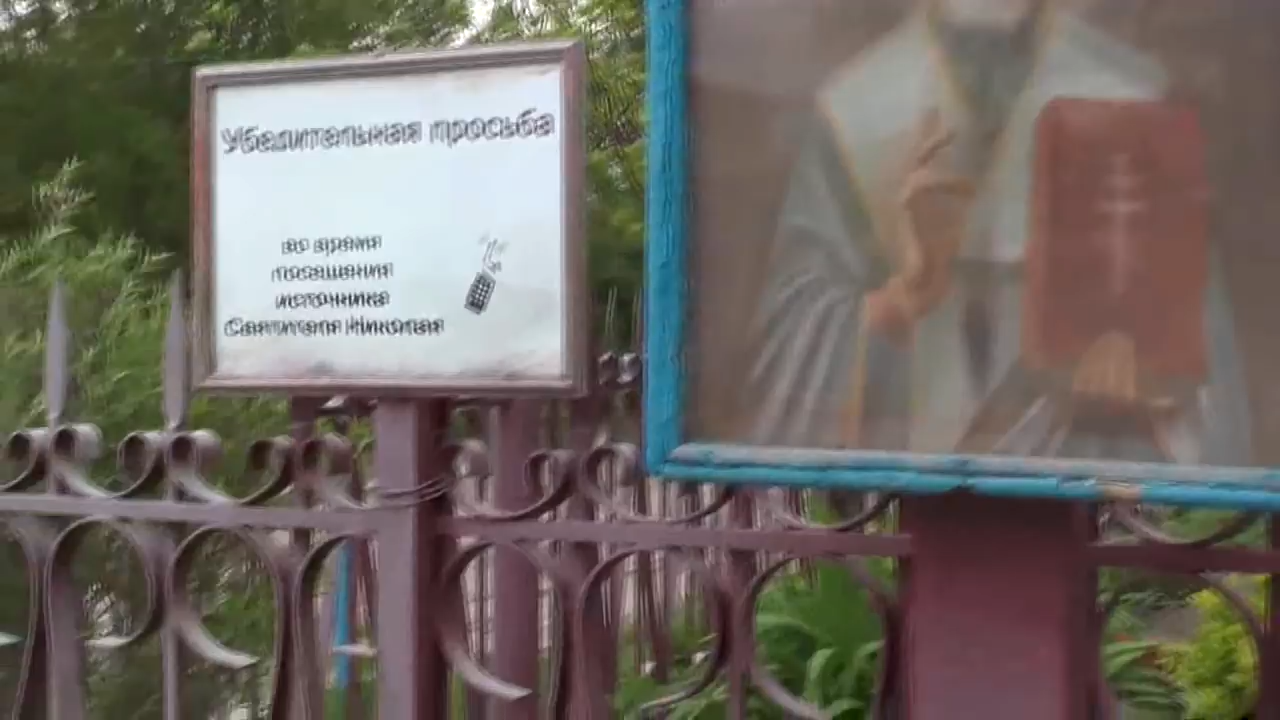 Убедительная просьба
во время
посещения
источника
Святителя Николая